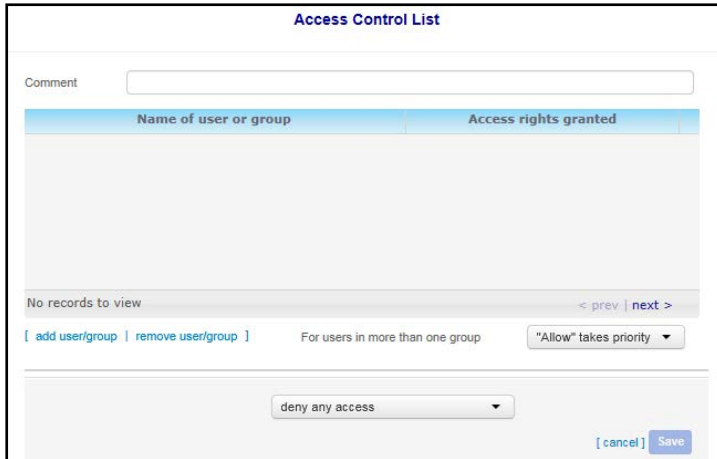 Access Control List
Comment
Name of user or group Access rights granted
No records to view < prev | next >
[ add user/group | remove user/group ] For users in more than one group "Allow" takes priority
deny any access
[ cancel ] Save